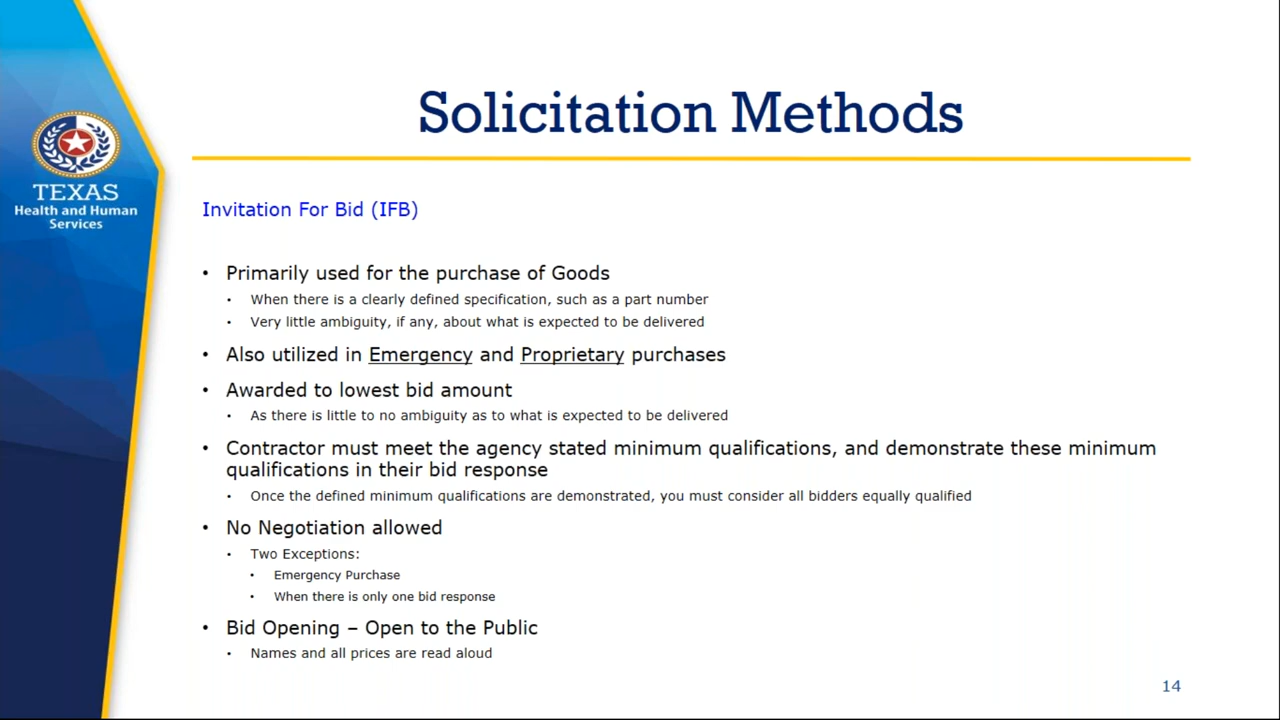 Solicitation Methods
TEXAS
Health and Human
Services
Invitation For Bid (IFB)
• Primarily used for the purchase of Goods
• When there is a clearly defined specification, such as a part number
• Very little ambiguity, if any, about what is expected to be delivered
• Also utilized in Emergency and Proprietary purchases
• Awarded to lowest bid amount
• As there is little to no ambiguity as to what is expected to be delivered
• Contractor must meet the agency stated minimum qualifications, and demonstrate these minimum
qualifications in their bid response
• Once the defined minimum qualifications are demonstrated, you must consider all bidders equally qualified
• No Negotiation allowed
• Two Exceptions:
• Emergency Purchase
• When there is only one bid response
• Bid Opening – Open to the Public
• Names and all prices are read aloud
14